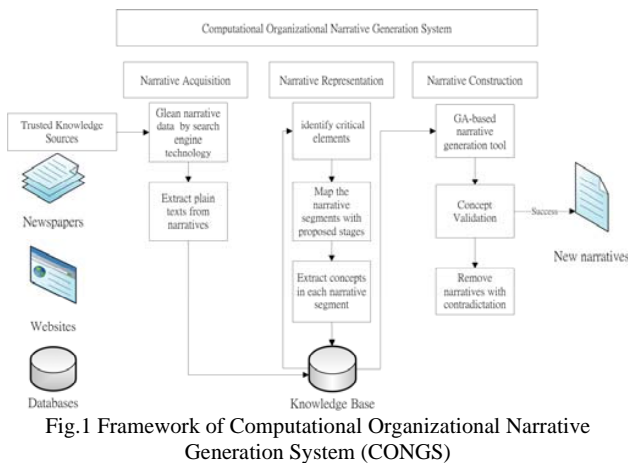 Computational Organizational Narrative Generation System
Narrative Acquisition
Narrative Representation
Narrative Construction
Trusted Knowledge
Sources
Newspapers
Websites
Databases
Glean narrative
data by search
engine
technology
Extract plain
texts from
narratives
identify critical
elements
Map the
narrative
segments with
proposed stages
Extract concepts
in each narrative
segment
Knowledge Base
GA-based
narrative
generation tool
Concept
Validation
Success
Remove
narratives with
contradictation
New narratives
Fig.1 Framework of Computational Organizational Narrative
Generation System (CONGS)